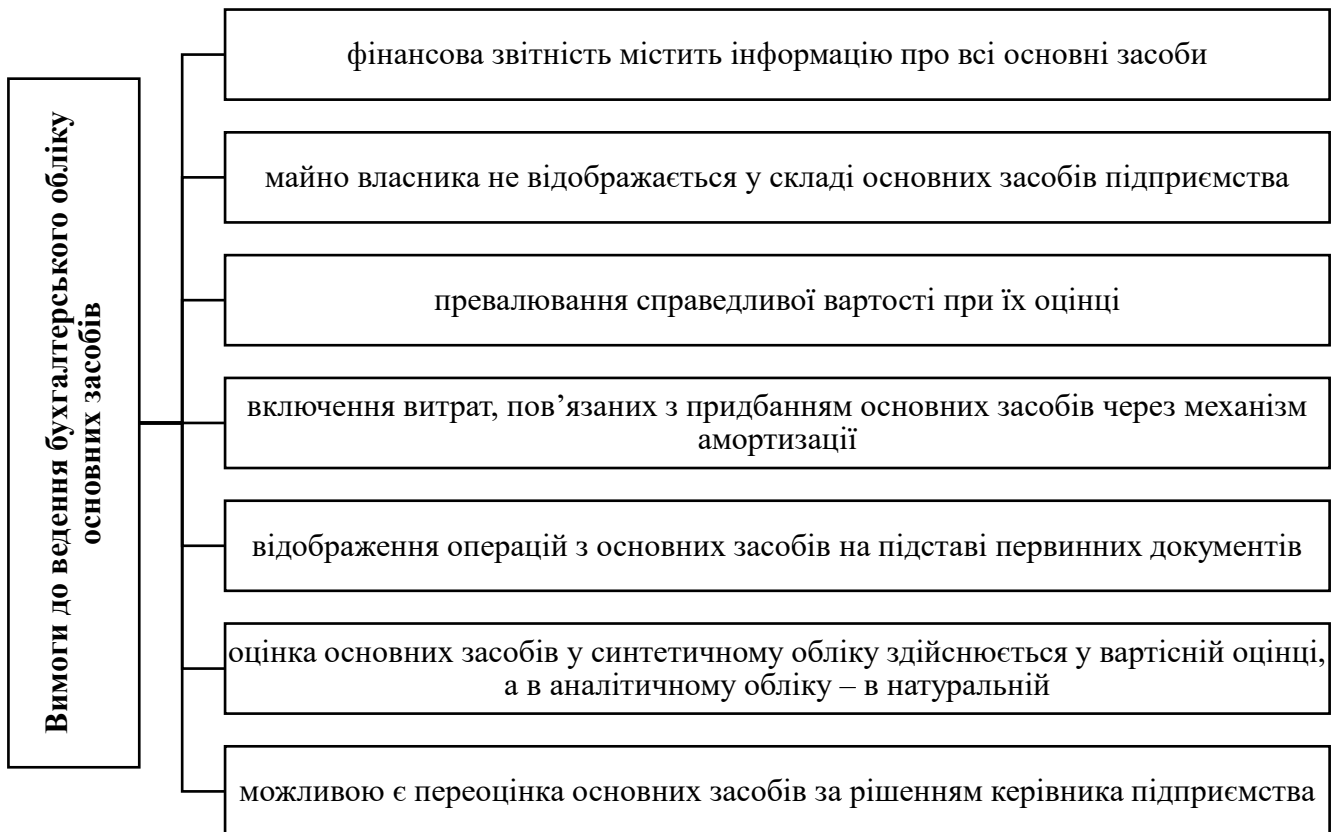 Вимоги до ведення бухгалтерського обліку
основних засобів
фінансова звітність містить інформацію про всі основні засоби
майно власника не відображається у складі основних засобів підприємства
превалювання справедливої вартості при їх оцінці
включення витрат, пов’язаних з придбанням основних засобів через механізм
амортизації
відображення операцій з основних засобів на підставі первинних документів
оцінка основних засобів у синтетичному обліку здійснюється у вартісній оцінці,
а в аналітичному обліку – в натуральній
можливою є переоцінка основних засобів за рішенням керівника підприємства